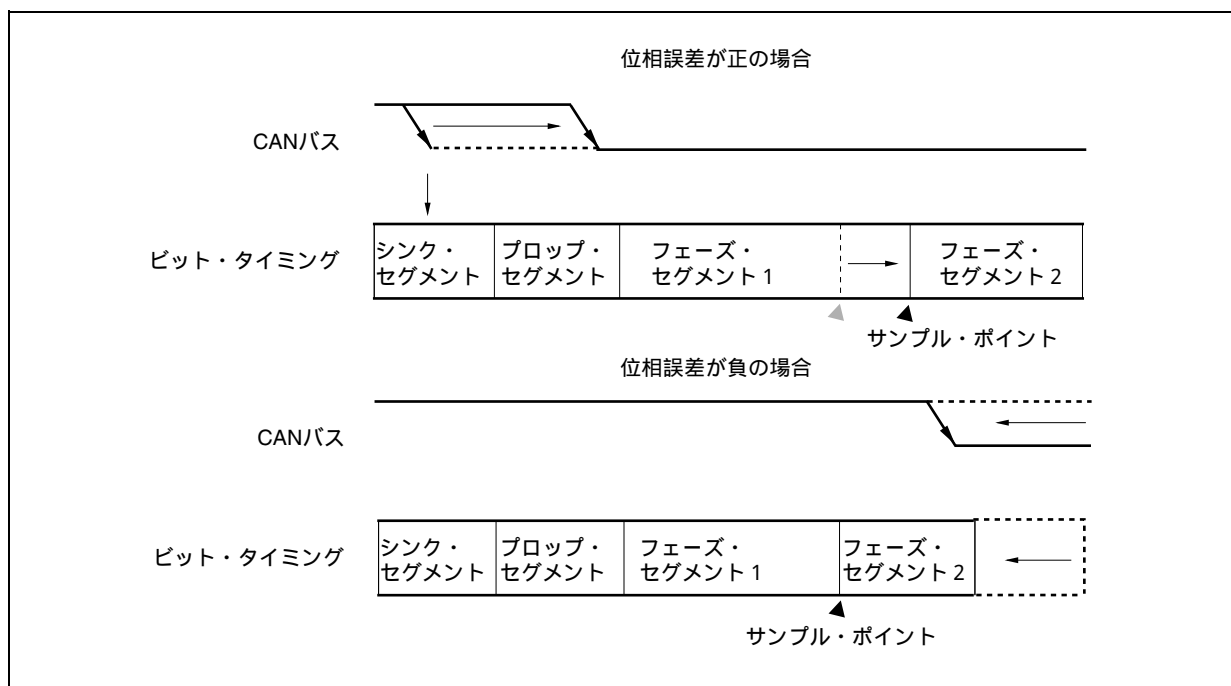 位相誤差が正の場合
CANバス
ビット・タイミング
シンク・
セグメント
プロップ・
セグメント
フェーズ・
セグメント1
フェーズ・
セグメント2
サンプル・ポイント
位相誤差が負の場合
CANバス
ビット・タイミング
シンク・
セグメント
プロップ・
セグメント
フェーズ・
セグメント1
フェーズ・
セグメント2
サンプル・ポイント